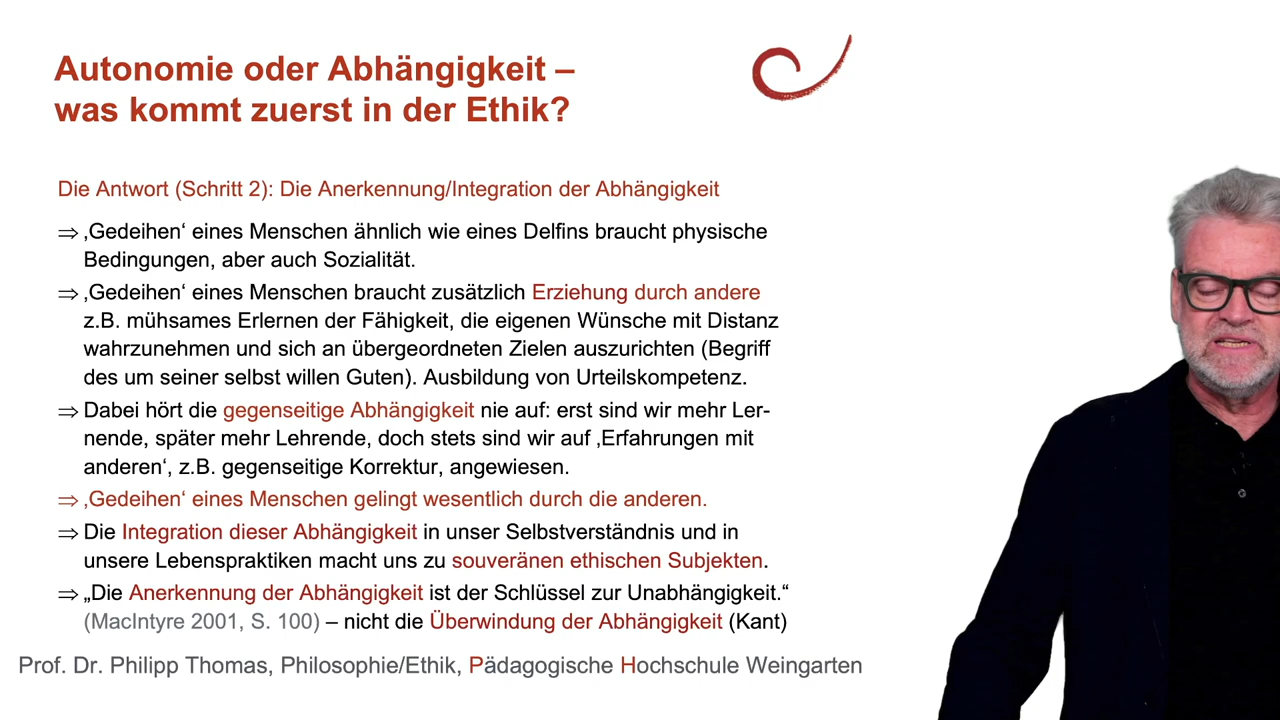 Autonomie oder Abhängigkeit –
was kommt zuerst in der Ethik?
Die Antwort (Schritt 2): Die Anerkennung/Integration der Abhängigkeit
⇒ ‚Gedeihen‘ eines Menschen ähnlich wie eines Delfins braucht physische
Bedingungen, aber auch Sozialität.
⇒ ‚Gedeihen‘ eines Menschen braucht zusätzlich Erziehung durch andere
z.B. mühsames Erlernen der Fähigkeit, die eigenen Wünsche mit Distanz
wahrzunehmen und sich an übergeordneten Zielen auszurichten (Begriff
des um seiner selbst willen Guten). Ausbildung von Urteilskompetenz.
⇒ Dabei hört die gegenseitige Abhängigkeit nie auf: erst sind wir mehr Ler-
nende, später mehr Lehrende, doch stets sind wir auf ‚Erfahrungen mit
anderen‘, z.B. gegenseitige Korrektur, angewiesen.
⇒ ‚Gedeihen‘ eines Menschen gelingt wesentlich durch die anderen.
⇒ Die Integration dieser Abhängigkeit in unser Selbstverständnis und in
unsere Lebenspraktiken macht uns zu souveränen ethischen Subjekten.
⇒ „Die Anerkennung der Abhängigkeit ist der Schlüssel zur Unabhängigkeit.“
(MacIntyre 2001, S. 100) – nicht die Überwindung der Abhängigkeit (Kant)
Prof. Dr. Philipp Thomas, Philosophie/Ethik, Pädagogische Hochschule Weingarten